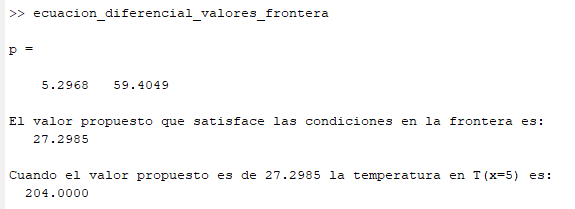 >> ecuacion_diferencial_valores_frontera
p =
5.2968 59.4049
El valor propuesto que satisface las condiciones en la frontera es:
27.2985
Cuando el valor propuesto es de 27.2985 la temperatura en T(x=5) es:
204.0000